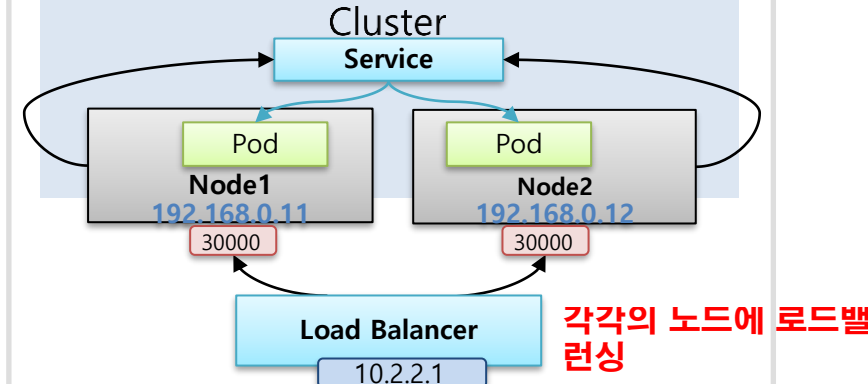 Cluster
Service
Pod
Pod
Node1
Node2
192.168.0.11
192.168.0.12
30000
30000
Load Balancer
각각의 노드에 로드밸
런싱
10.2.2.1